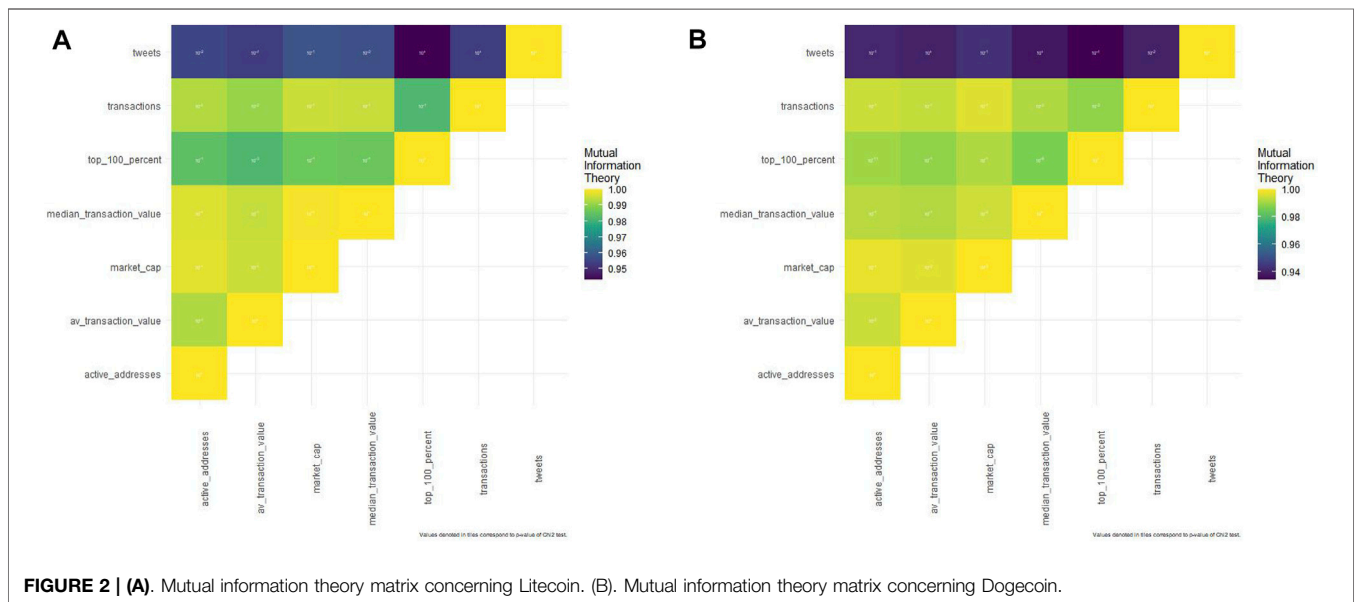 A
tweets
transactions
top_100_percent
median_transaction_value
market_cap
av_transaction_value
active_addresses
active_addresses
av_transaction_value
market_cap
median_transaction_value
top_100_percent
transactions
tweets
Mutual
Information
Theory
1.00
0.99
0.98
0.97
0.96
0.95
Values denoted in tiles correspond to p-value of Chi2 test.
B
tweets
transactions
top_100_percent
median_transaction_value
market_cap
av_transaction_value
active_addresses
active_addresses
av_transaction_value
market_cap
median_transaction_value
top_100_percent
transactions
tweets
Mutual
Information
Theory
1.00
0.98
0.96
0.94
Values denoted in tiles correspond to p-value of Chi2 test.
FIGURE 2 | (A). Mutual information theory matrix concerning Litecoin. (B). Mutual information theory matrix concerning Dogecoin.